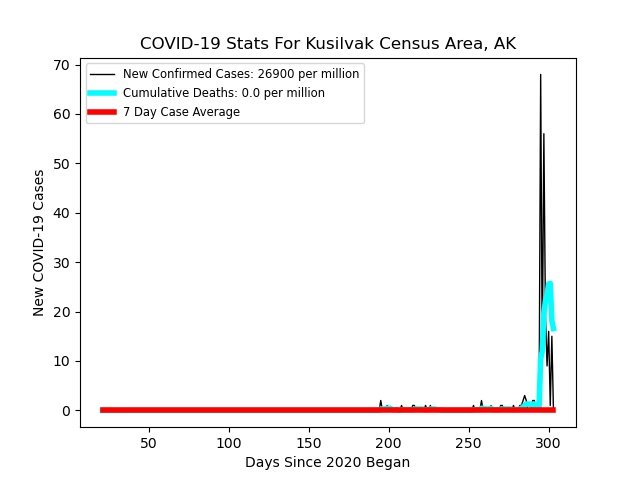 COVID-19 Stats For Kusilvak Census Area, AK
New Confirmed Cases: 26900 per million
Cumulative Deaths: 0.0 per million
7 Day Case Average
New COVID-19 Cases
70
60
50
40
30
20
10
0
50 100 150 200 250 300
Days Since 2020 Began